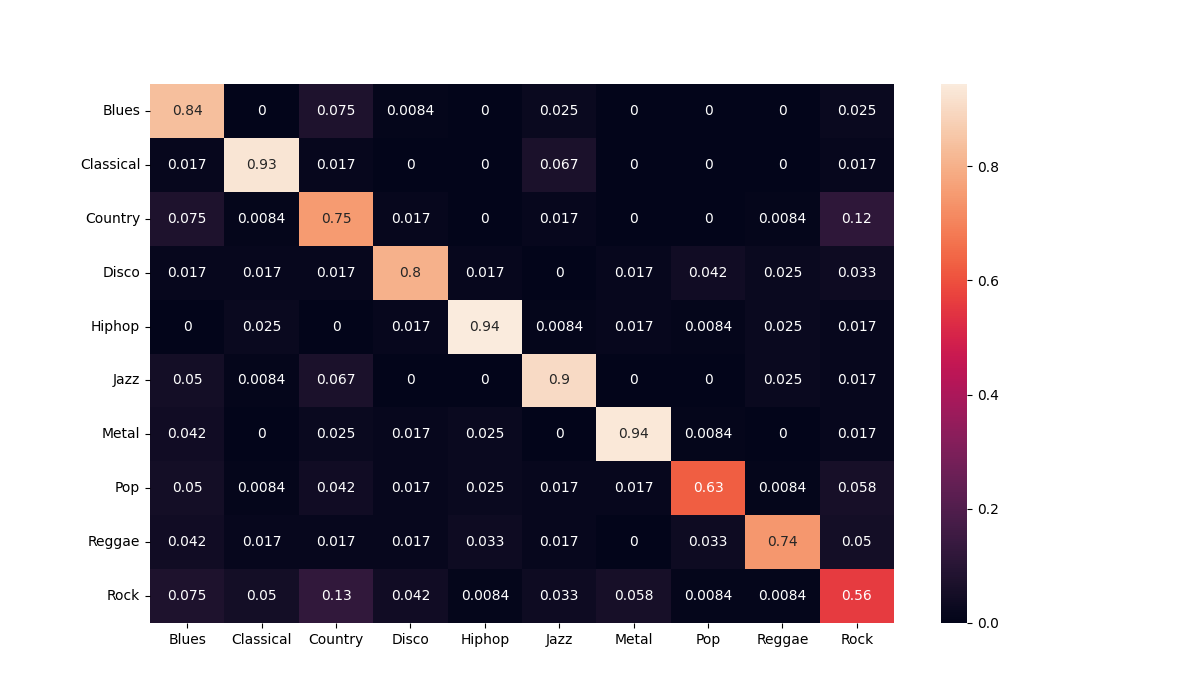 Blues 0.84 0 0.075 0.0084 0 0.025 0 0 0 0.025
Classical 0.017 0.93 0.017 0 0 0.067 0 0 0 0.017
0.8
Country 0.075 0.0084 0.75 0.017 0 0.017 0 0 0.0084 0.12
Disco 0.017 0.017 0.017 0.8 0.017 0 0.017 0.042 0.025 0.033
0.6
Hiphop 0 0.025 0 0.017 0.94 0.0084 0.017 0.0084 0.025 0.017
Jazz 0.05 0.0084 0.067 0 0 0.9 0 0 0.025 0.017
0.4
Metal 0.042 0 0.025 0.017 0.025 0 0.94 0.0084 0 0.017
Pop 0.05 0.0084 0.042 0.017 0.025 0.017 0.017 0.63 0.0084 0.058
0.2
Reggae 0.042 0.017 0.017 0.017 0.033 0.017 0 0.033 0.74 0.05
Rock 0.075 0.05 0.13 0.042 0.0084 0.033 0.058 0.0084 0.0084 0.56
0.0
Blues Classical Country Disco Hiphop Jazz Metal Pop Reggae Rock